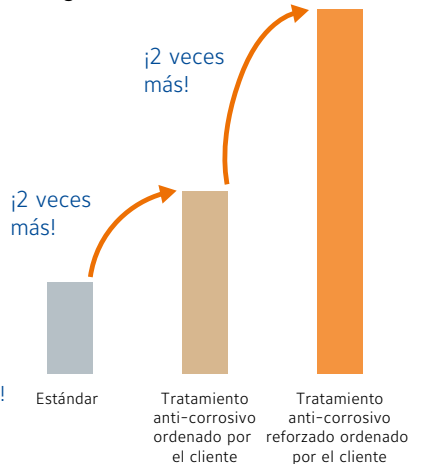 ¡2 veces
más!
¡2 veces
más!
!
Estándar
Tratamiento
anti-corrosivo
ordenado por
el cliente
Tratamiento
anti-corrosivo
reforzado ordenado
por el cliente